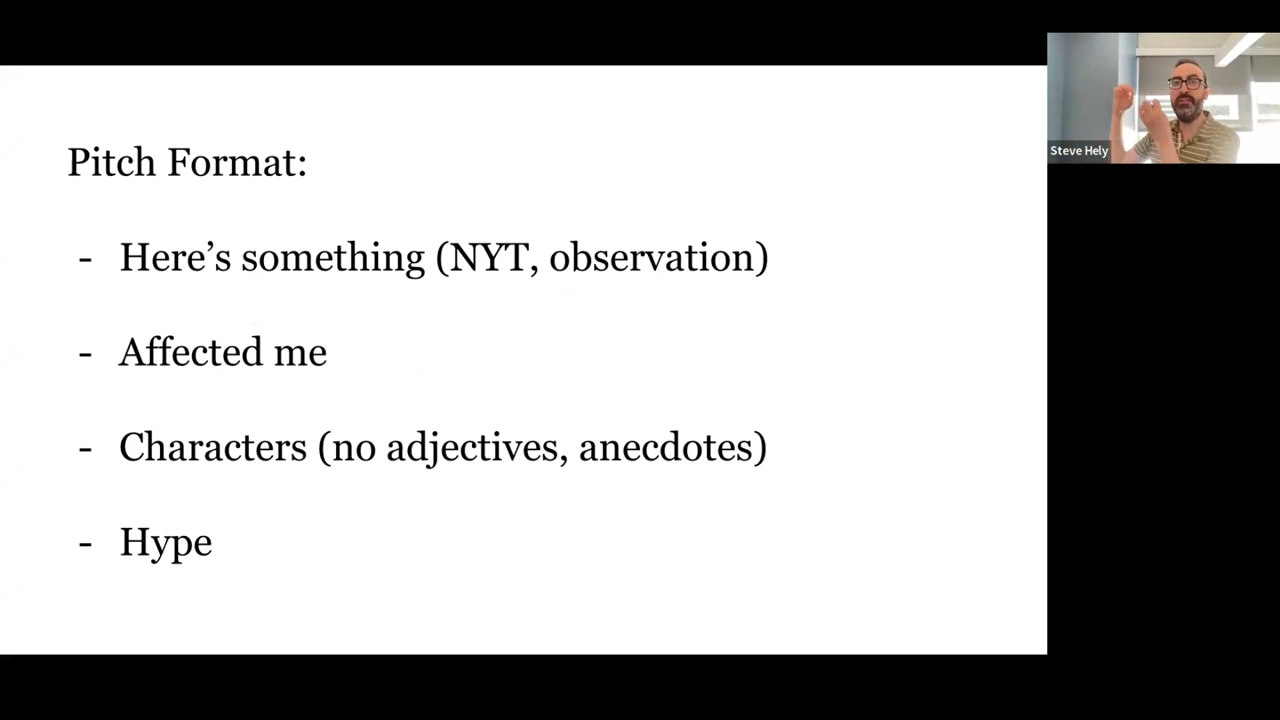 Pitch Format:
- Here’s something (NYT, observation)
- Affected me
- Characters (no adjectives, anecdotes)
- Hype
Steve Hely